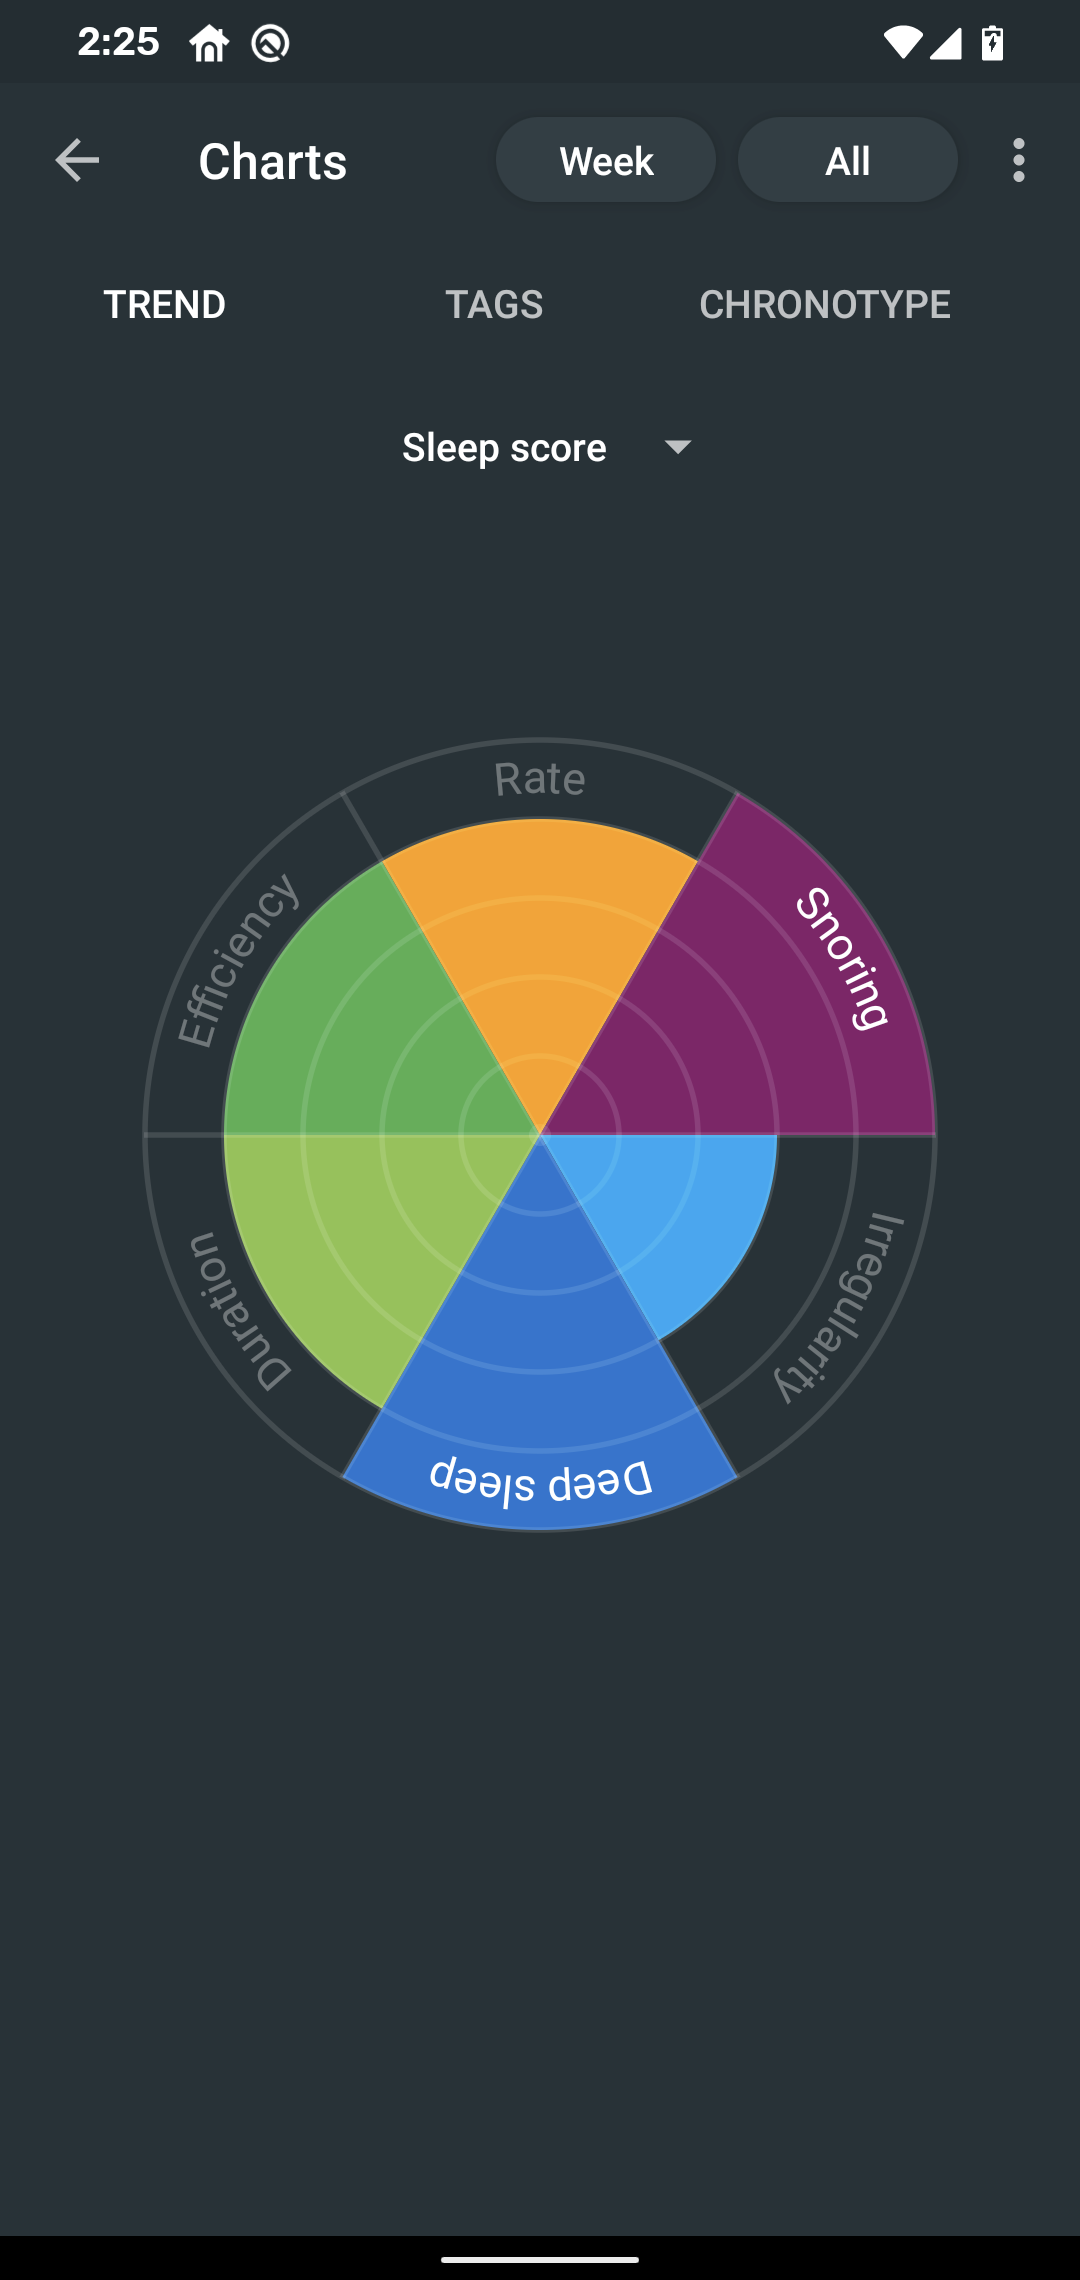 2:25
Charts
Week
All
TREND
TAGS
CHRONOTYPE
Sleep score
Rate
Snoring
Efficiency
Irregularity
Duration
Deep sleep